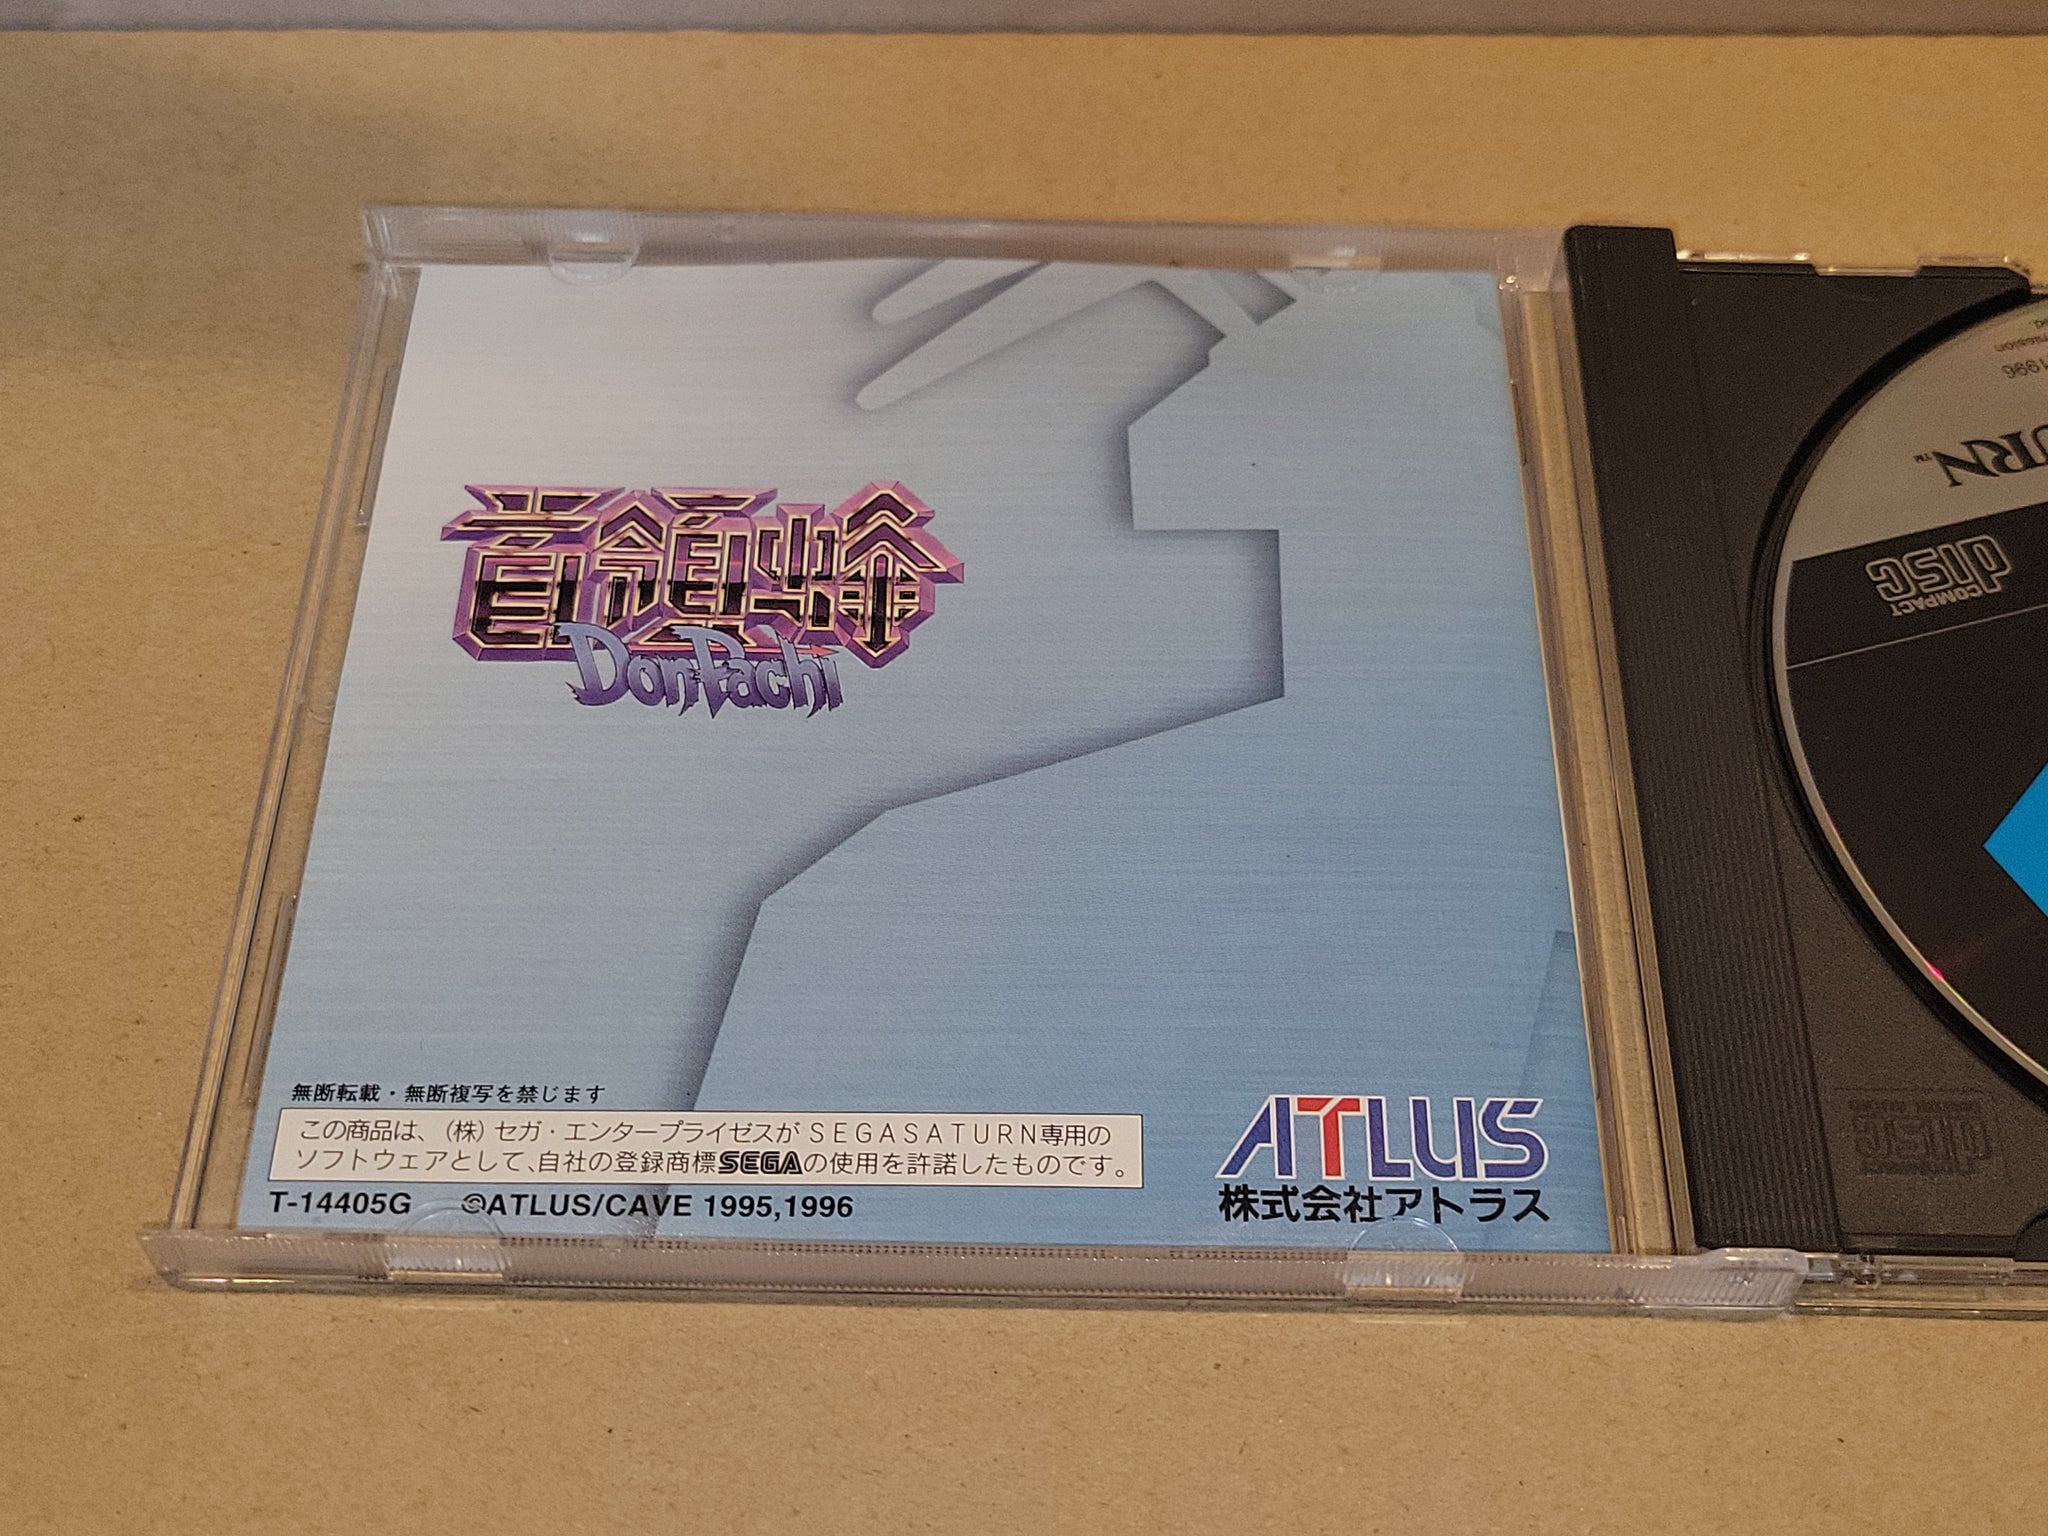 首領蜂
DonPachi
無断転載・無断複写を禁じます
この商品は、（株）セガ・エンタープライゼスがSEGASATURN専用の
ソフトウェアとして、自社の登録商標SEGAの使用を許諾したものです。
T-14405G ©ATLUS/CAVE 1995,1996
ATLUS
株式会社アトラス
1996
URN™
COMPACT
disc